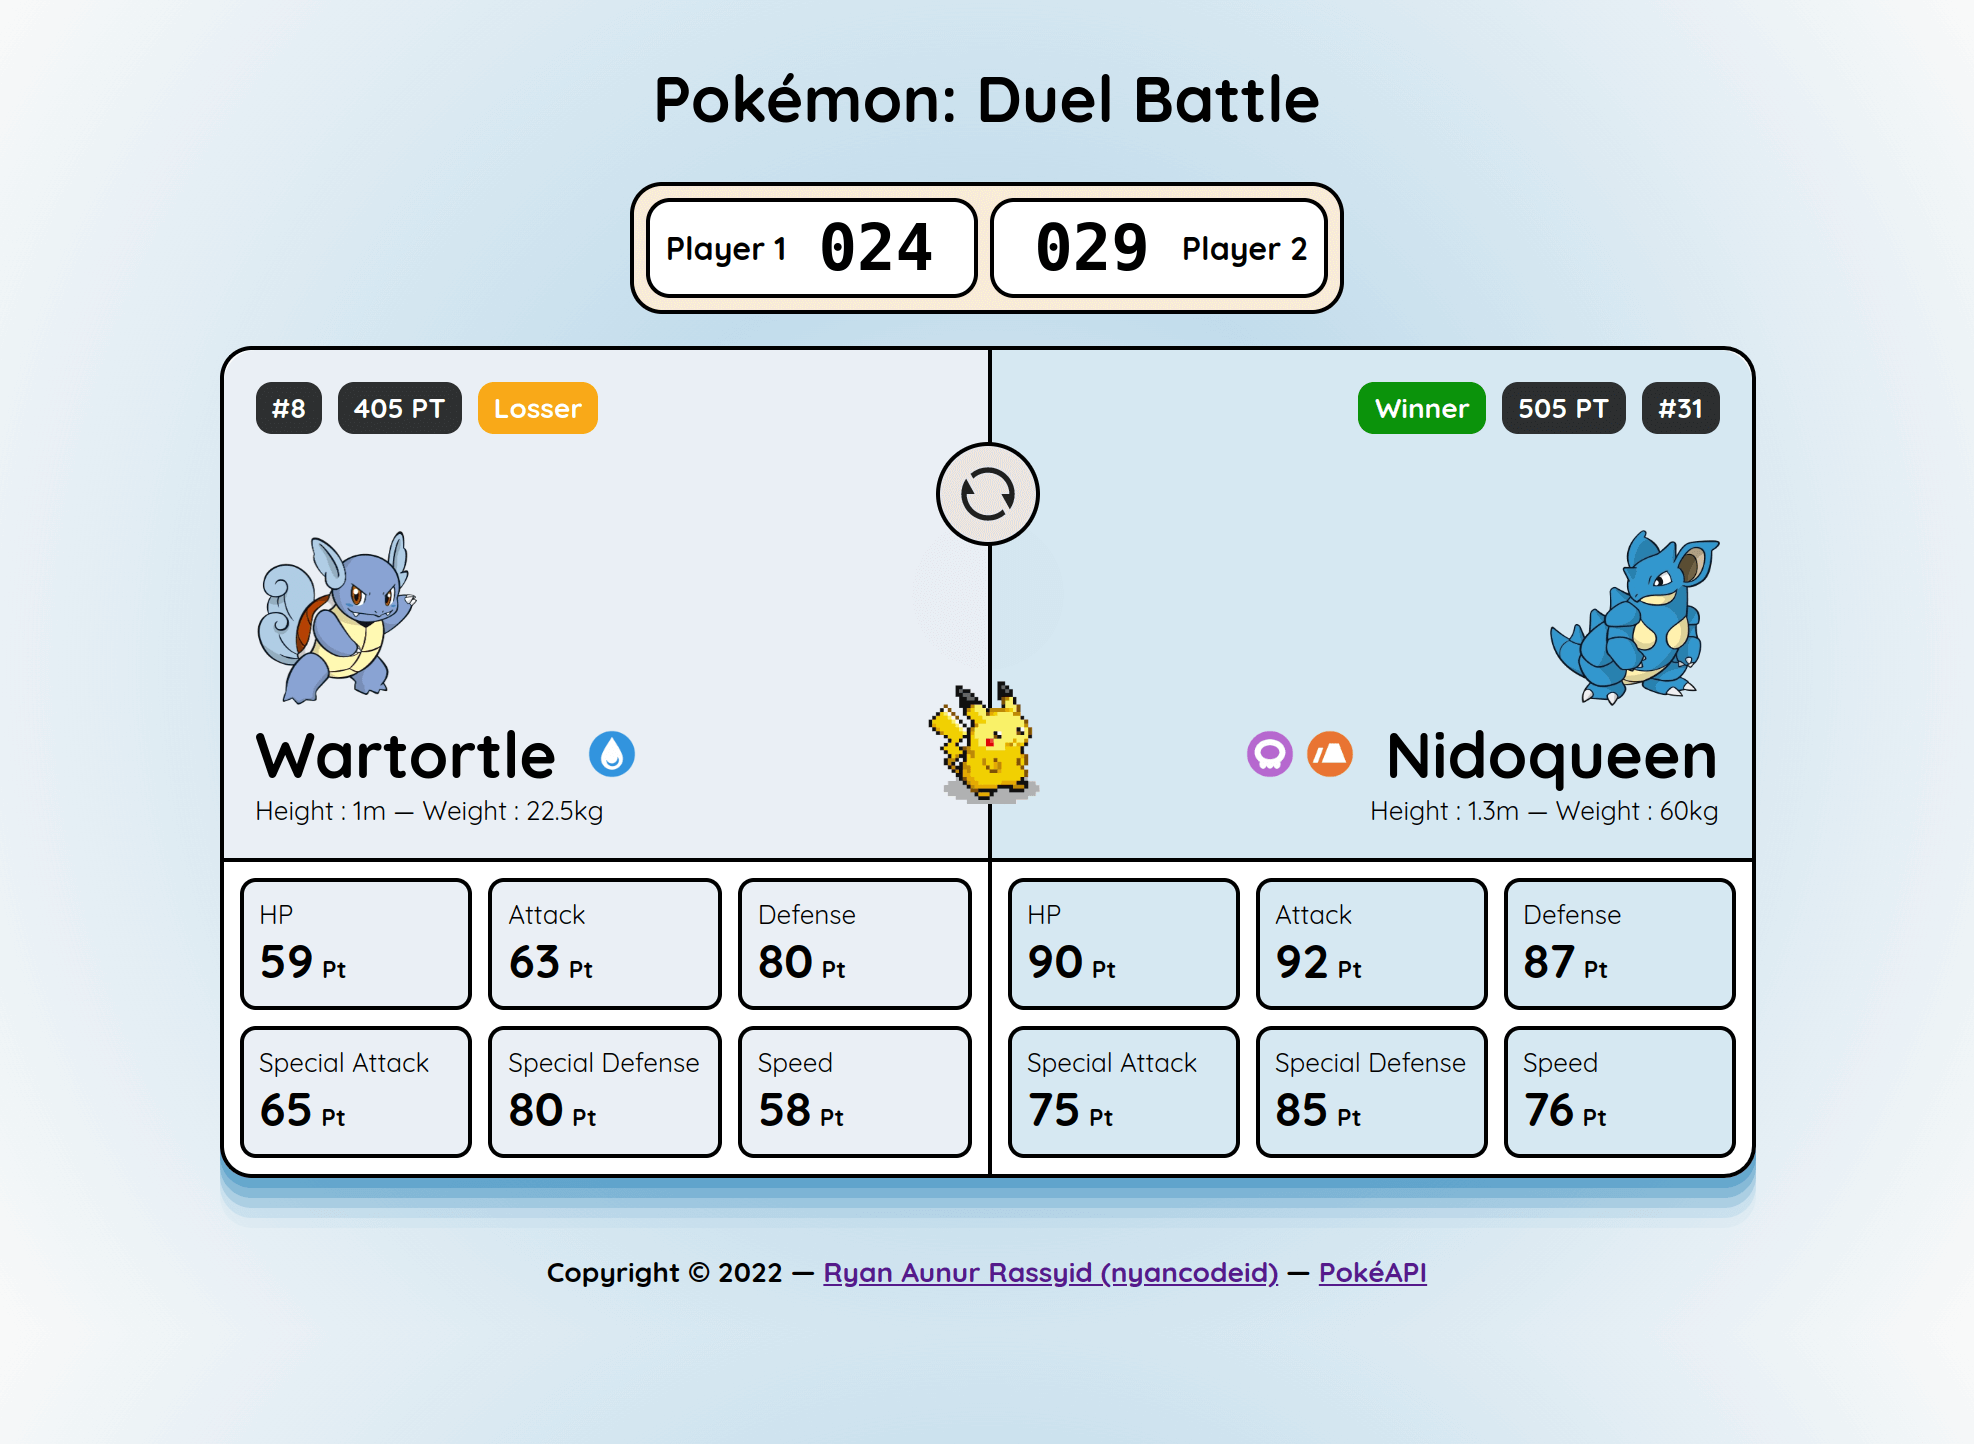 Pokémon: Duel Battle
Player 1 024 029 Player 2
#8 405 PT Losser
Winner 505 PT #31
Wartortle
Height : 1m — Weight : 22.5kg
Nidoqueen
Height : 1.3m — Weight : 60kg
HP
59 Pt
Attack
63 Pt
Defense
80 Pt
Special Attack
65 Pt
Special Defense
80 Pt
Speed
58 Pt
HP
90 Pt
Attack
92 Pt
Defense
87 Pt
Special Attack
75 Pt
Special Defense
85 Pt
Speed
76 Pt
Copyright © 2022 — Ryan Aunur Rassyid (nyancodeid) — PokéAPI